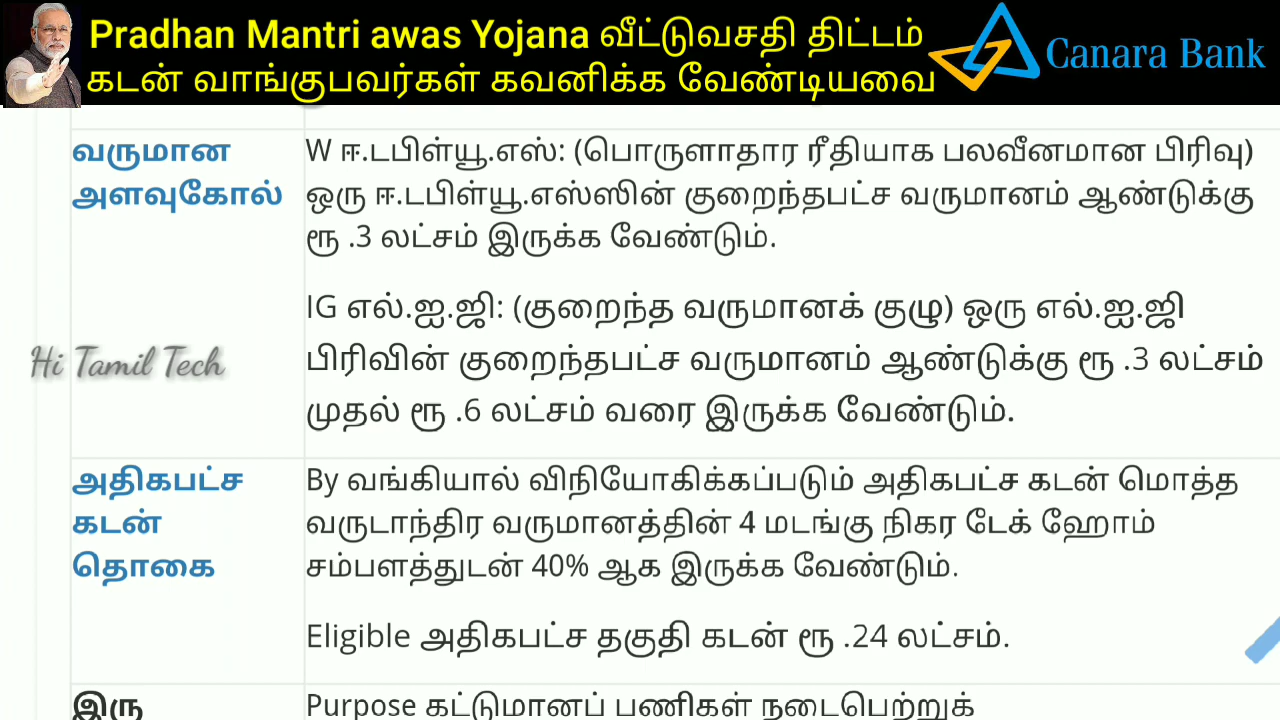 Pradhan Mantri awas Yojana வீட்டுவசதி திட்டம்
கடன் வாங்குபவர்கள் கவனிக்க வேண்டியவை
Canara Bank
வருமான
அளவுகோல்
W ஈ.டபிள்யூ.எஸ்: (பொருளாதார ரீதியாக பலவீனமான பிரிவு)
ஒரு ஈ.டபிள்யூ.எஸ்ஸின் குறைந்தபட்ச வருமானம் ஆண்டுக்கு
ரூ .3 லட்சம் இருக்க வேண்டும்.
IG எல்.ஐ.ஜி: (குறைந்த வருமானக் குழு) ஒரு எல்.ஐ.ஜி
பிரிவின் குறைந்தபட்ச வருமானம் ஆண்டுக்கு ரூ .3 லட்சம்
முதல் ரூ .6 லட்சம் வரை இருக்க வேண்டும்.
Hi Tamil Tech
அதிகபட்ச
கடன்
தொகை
By வங்கியால் விநியோகிக்கப்படும் அதிகபட்ச கடன் மொத்த
வருடாந்திர வருமானத்தின் 4 மடங்கு நிகர டேக் ஹோம்
சம்பளத்துடன் 40% ஆக இருக்க வேண்டும்.
Eligible அதிகபட்ச தகுதி கடன் ரூ .24 லட்சம்.
இரு
Purpose கட்டுமானப் பணிகள் நடைபெற்றுக்